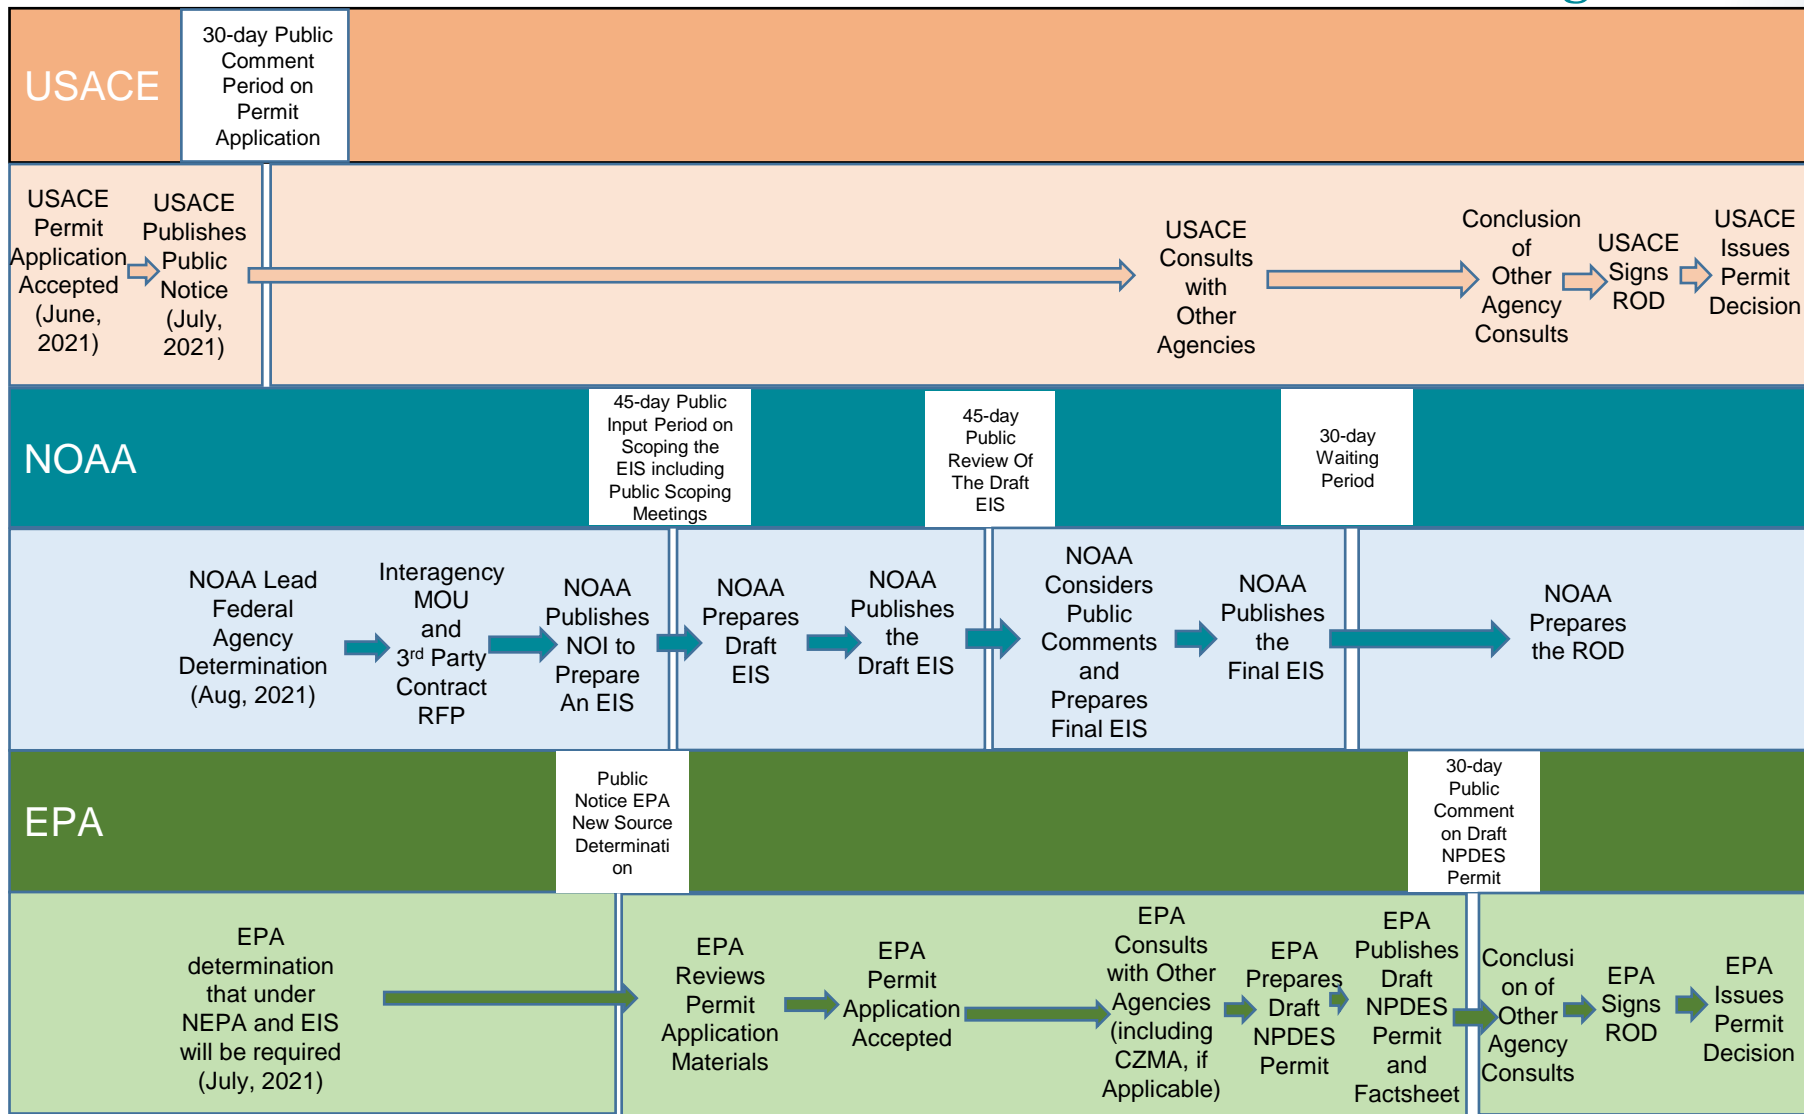 USACE
30-day Public
Comment
Period on
Permit
Application
USACE
Permit
Application
Accepted
(June,
2021)
USACE
Publishes
Public
Notice
(July,
2021)
USACE
Consults
with
Other
Agencies
Conclusion
of
Other
Agency
Consults
USACE
Signs
ROD
USACE
Issues
Permit
Decision
NOAA
45-day Public
Input Period on
Scoping the
EIS including
Public Scoping
Meetings
45-day
Public
Review Of
The Draft
EIS
30-day
Waiting
Period
NOAA Lead
Federal
Agency
Determination
(Aug, 2021)
Interagency
MOU
and
3rd Party
Contract
RFP
NOAA
Publishes
NOI to
Prepare
An EIS
NOAA
Prepares
Draft
EIS
NOAA
Publishes
the
Draft EIS
NOAA
Considers
Public
Comments
and
Prepares
Final EIS
NOAA
Publishes
the
Final EIS
NOAA
Prepares
the ROD
EPA
Public
Notice EPA
New Source
Determinati
on
30-day
Public
Comment
on Draft
NPDES
Permit
EPA
determination
that under
NEPA and EIS
will be required
(July, 2021)
EPA
Reviews
Permit
Application
Materials
EPA
Permit
Application
Accepted
EPA
Consults
with Other
Agencies
(including
CZMA, if
Applicable)
EPA
Prepares
Draft
NPDES
Permit
EPA
Publishes
Draft
NPDES
Permit
and
Factsheet
Conclusi
on of
Other
Agency
Consults
EPA
Signs
ROD
EPA
Issues
Permit
Decision